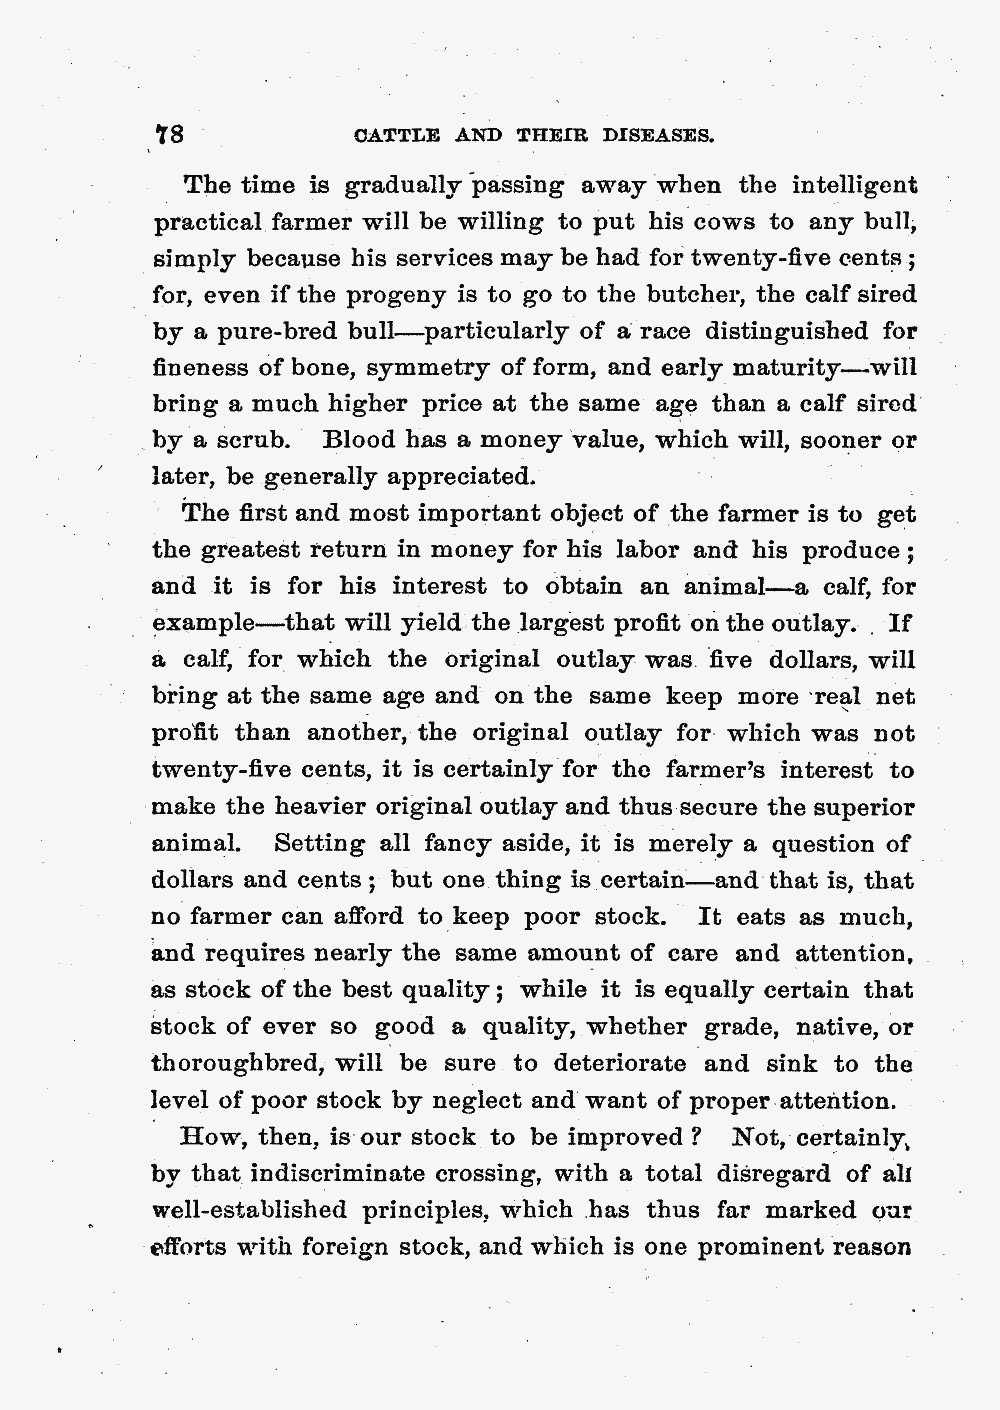 78 CATTLE AND THEIR DISEASES.
The time is gradually passing away when the intelligent
practical farmer will be willing to put his cows to any bull,
simply because his services may be had for twenty-five cents;
for, even if the progeny is to go to the butcher, the calf sired
by a pure-bred bull—particularly of a race distinguished for
fineness of bone, symmetry of form, and early maturity—will
bring a much higher price at the same age than a calf sired
by a scrub. Blood has a money value, which will, sooner or
later, be generally appreciated.
The first and most important object of the farmer is to get
the greatest return in money for his labor and his produce;
and it is for his interest to obtain an animal—a calf, for
example—that will yield the largest profit on the outlay. If
a calf, for which the original outlay was five dollars, will
bring at the same age and on the same keep more real net
profit than another, the original outlay for which was not
twenty-five cents, it is certainly for the farmer's interest to
make the heavier original outlay and thus secure the superior
animal. Setting all fancy aside, it is merely a question of
dollars and cents; but one thing is certain—and that is, that
no farmer can afford to keep poor stock. It eats as much,
and requires nearly the same amount of care and attention,
as stock of the best quality; while it is equally certain that
stock of ever so good a quality, whether grade, native, or
thoroughbred, will be sure to deteriorate and sink to the
level of poor stock by neglect and want of proper attention.
How, then, is our stock to be improved? Not, certainly,
by that indiscriminate crossing, with a total disregard of all
well-established principles, which has thus far marked our
efforts with foreign stock, and which is one prominent reason